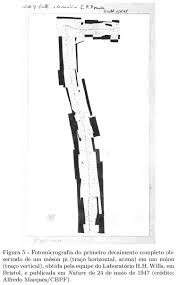 Figura 5 - Fotomicrografia do primeiro decaimento completo ob-
servado de um méson pi (traço horizontal, acima) em um múon
(traço vertical), obtida pela equipe do Laboratório H.H. Wills, em
Bristol, e publicada em Nature de 24 de maio de 1947 (crédito:
Alfredo Marques/CBPF).